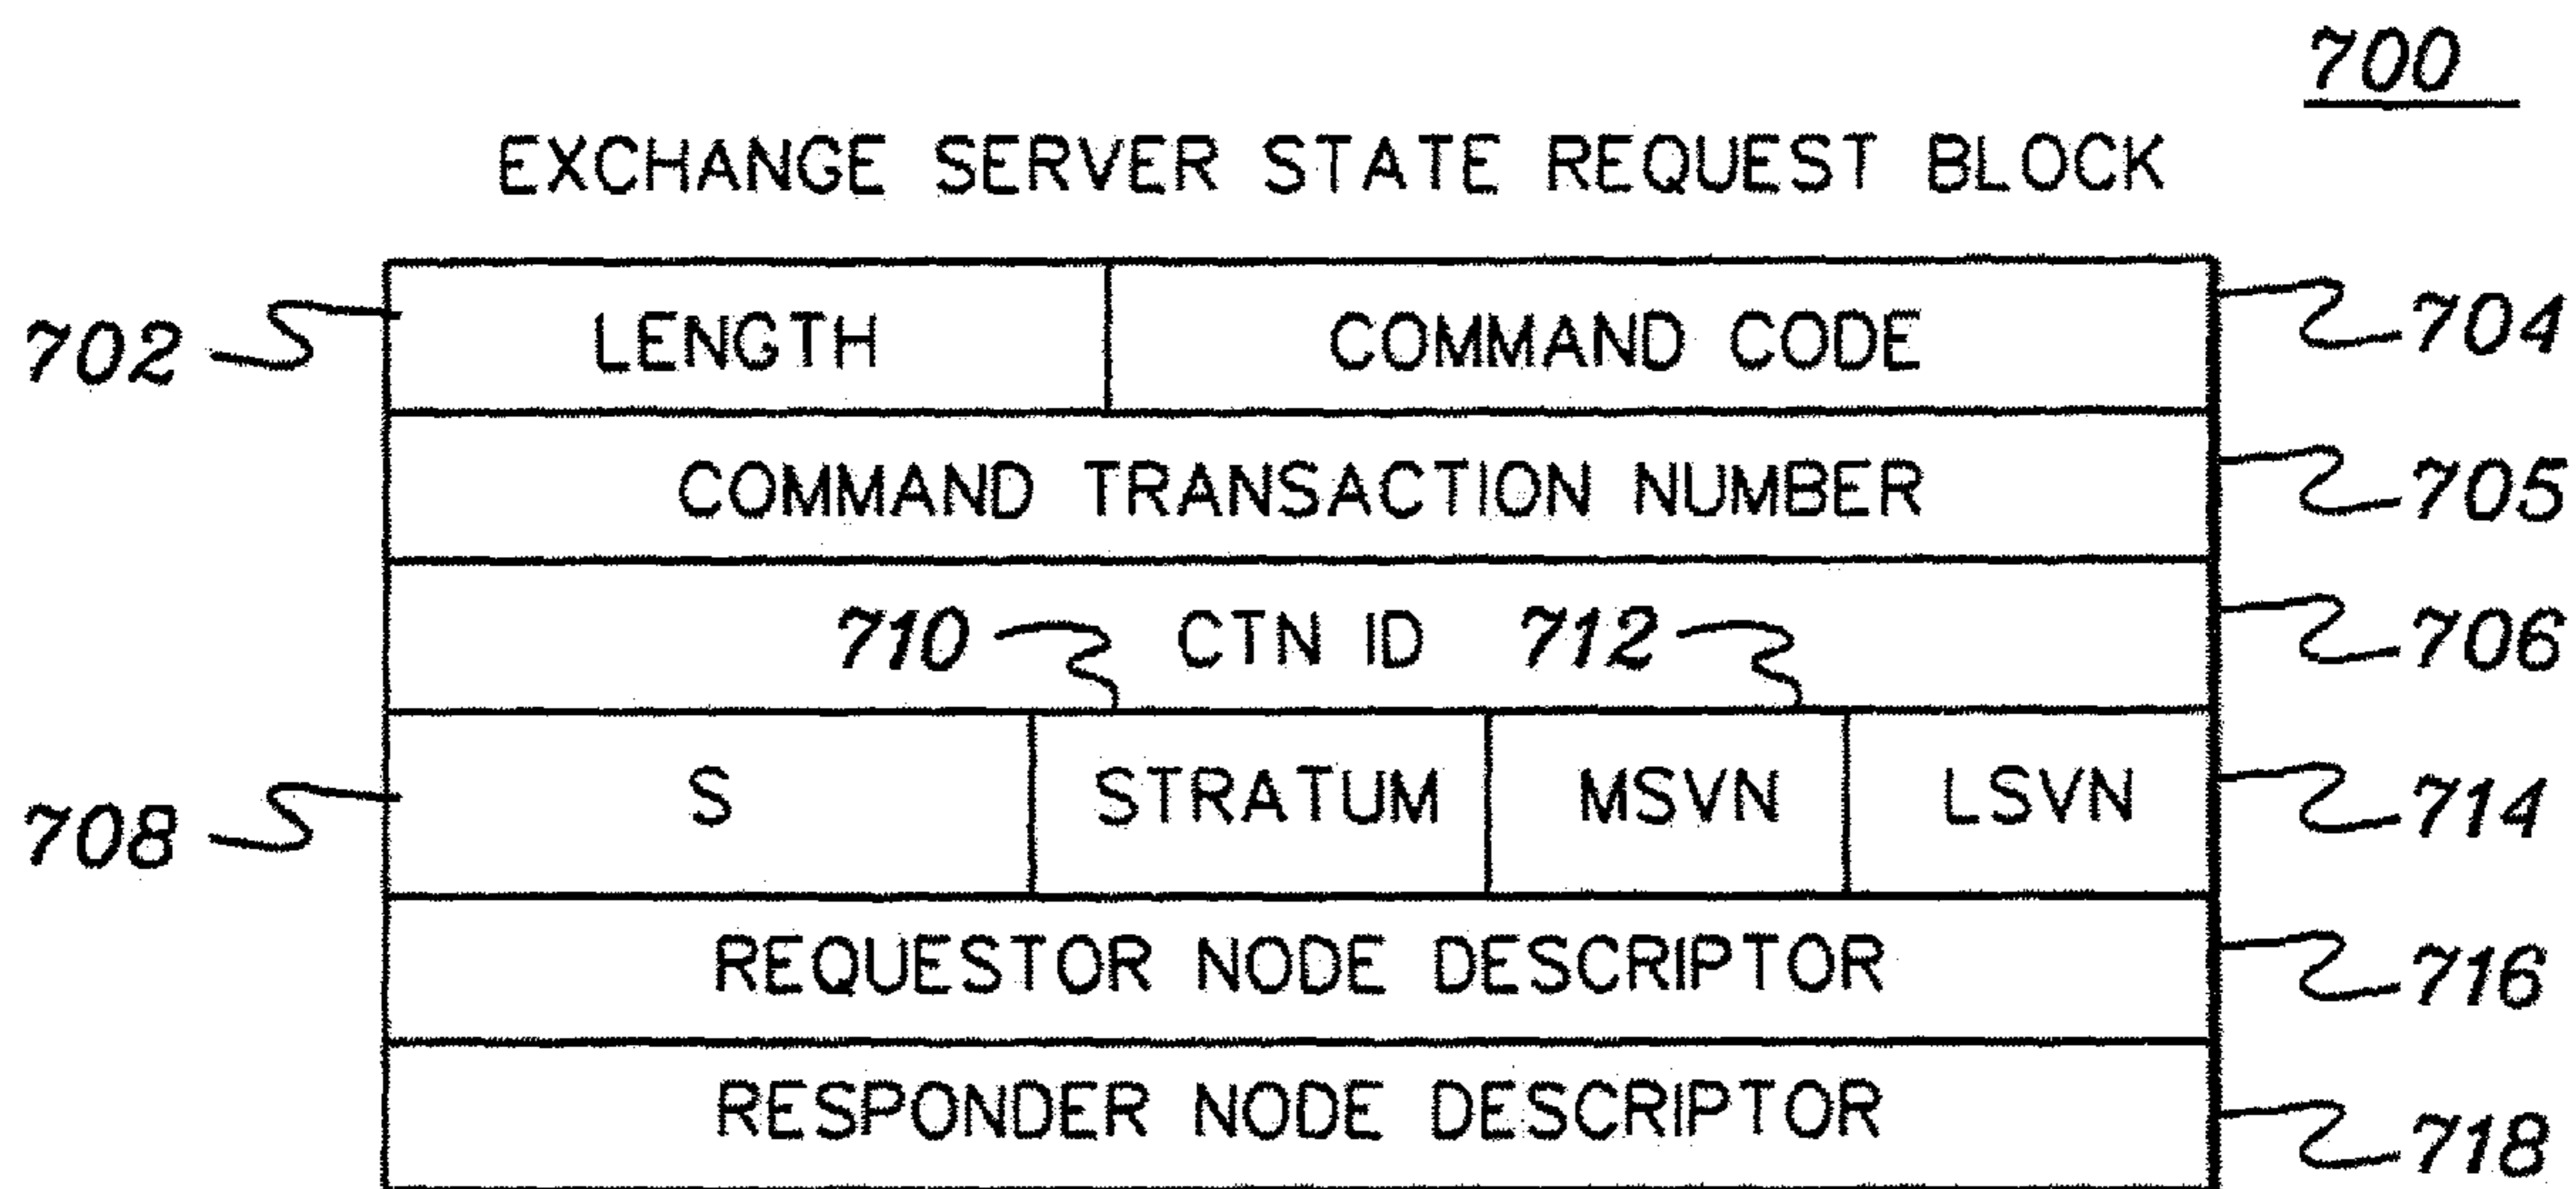 700
EXCHANGE SERVER STATE REQUEST BLOCK
702 LENGTH COMMAND CODE 704
COMMAND TRANSACTION NUMBER 705
710 CTN ID 712 706
708 S STRATUM MSVN LSVN 714
REQUESTOR NODE DESCRIPTOR 716
RESPONDER NODE DESCRIPTOR 718